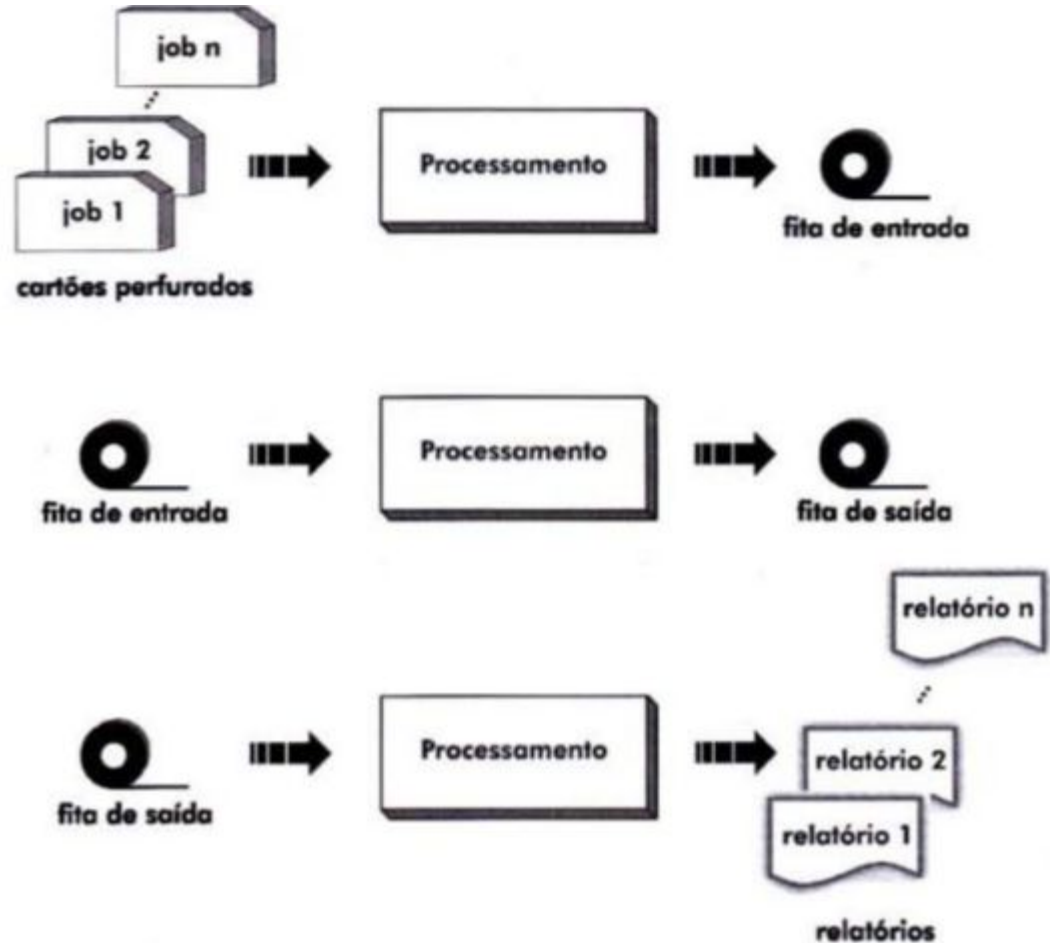 job n
job 2
job 1
cartões perfurados
Processamento
fita de entrada
fita de entrada
Processamento
fita de saída
fita de saída
Processamento
relatório n
relatório 2
relatório 1
relatórios